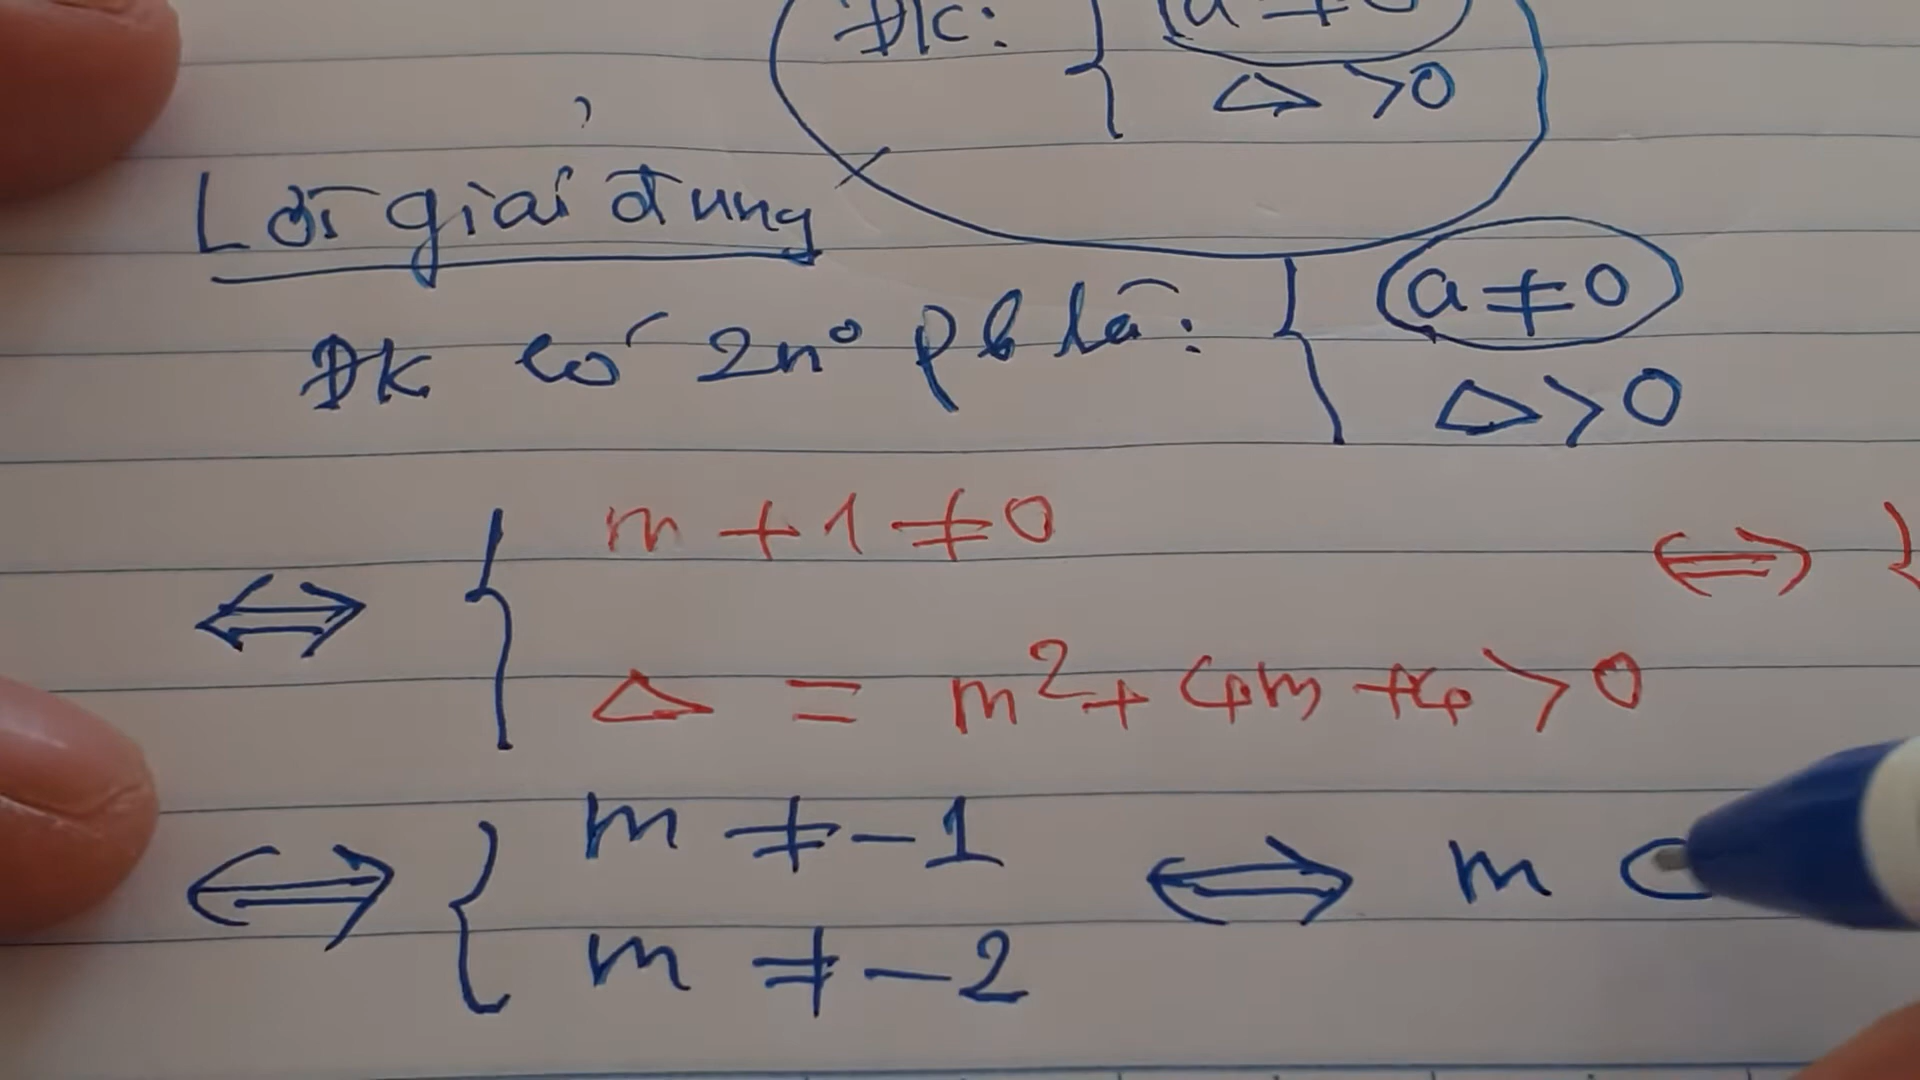 ĐK: { a ≠ 0
Δ > 0
Lời giải đúng
ĐK có 2n° pb là: { a ≠ 0
Δ > 0
⇔ { m + 1 ≠ 0 ⇔ {
Δ = m² + 4m + 4 > 0
⇔ { m ≠ -1 ⇔ m
m ≠ -2